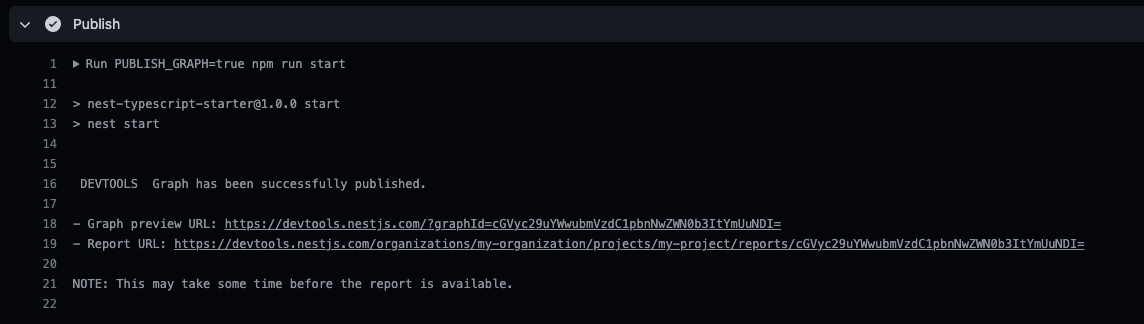 Publish
1 Run PUBLISH_GRAPH=true npm run start
11
12 > nest-typescript-starter@1.0.0 start
13 > nest start
14
15
16 DEVTOOLS Graph has been successfully published.
17
18 - Graph preview URL: https://devtools.nestjs.com/?graphId=cGVyc29uYWwubmVzdC1pbnNwZWN0b3ItYmUuNDI=
19 - Report URL: https://devtools.nestjs.com/organizations/my-organization/projects/my-project/reports/cGVyc29uYWwubmVzdC1pbnNwZWN0b3ItYmUuNDI=
20
21 NOTE: This may take some time before the report is available.
22